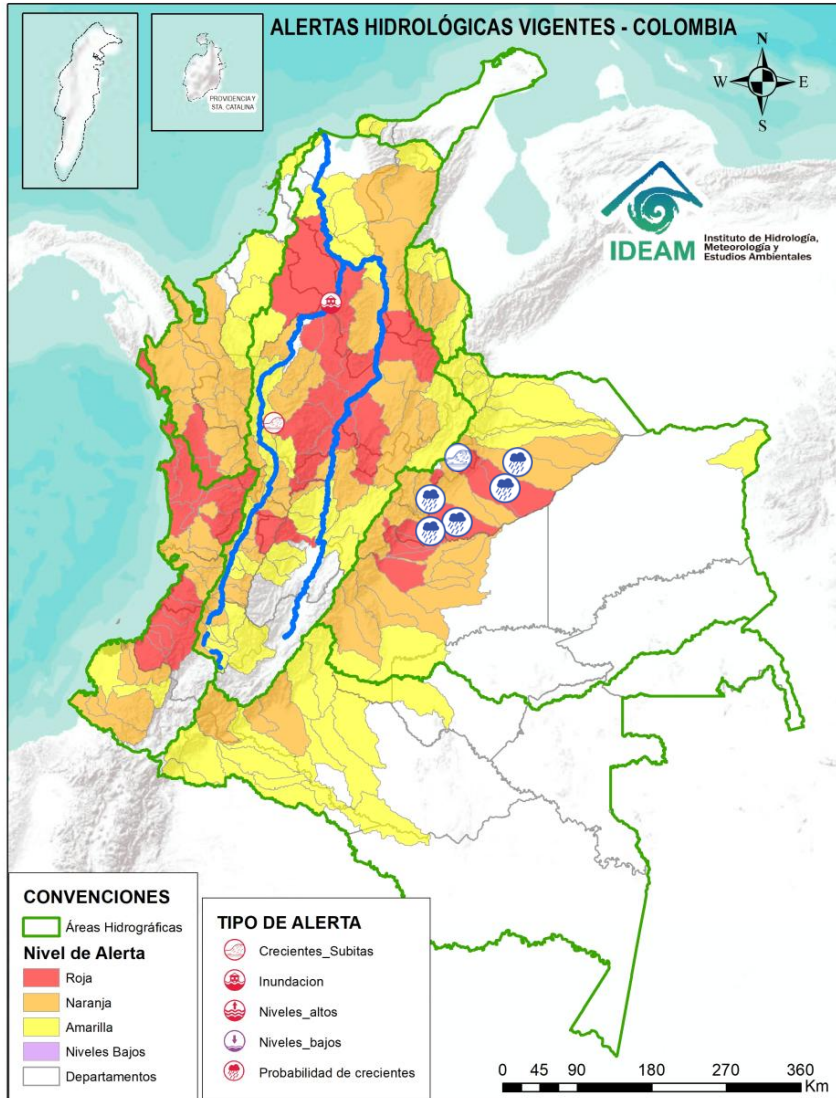 ALERTAS HIDROLÓGICAS VIGENTES - COLOMBIA
PROVIDENCIA Y
STA. CATALINA
N
W
E
S
IDEAM
Instituto de Hidrología,
Meteorología y
Estudios Ambientales
CONVENCIONES
Áreas Hidrográficas
Nivel de Alerta
Roja
Naranja
Amarilla
Niveles Bajos
Departamentos
TIPO DE ALERTA
Crecientes_Subitas
Inundacion
Niveles_altos
Niveles_bajos
Probabilidad de crecientes
0 45 90 180 270 360
Km